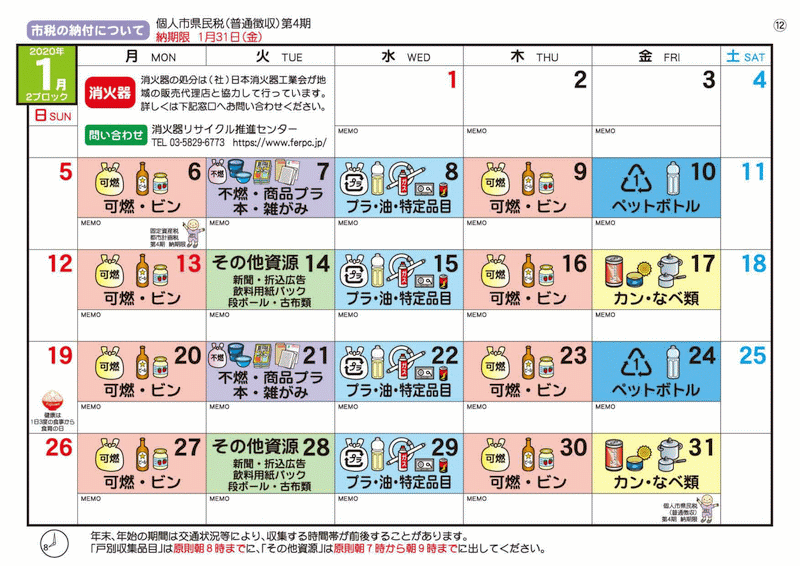 市税の納付について
個人市県民税(普通徴収)第4期
納期限 1月31日(金)
⑫
2020年
1月
2ブロック
日 SUN
月 MON
火 TUE
水 WED
木 THU
金 FRI
土 SAT
消火器
消火器の処分は(社)日本消火器工業会が地
域の販売代理店と協力して行っています。
詳しくは下記窓口へお問い合わせください。
問い合わせ
消火器リサイクル推進センター
TEL 03-5829-6773 https://www.ferpc.jp/
1
MEMO
2
MEMO
3
MEMO
4
5
可燃
6
可燃・ビン
MEMO
不燃
7
不燃・商品プラ
本・雑がみ
MEMO
固定資産税
都市計画税
第4期 納期限
プラ
8
プラ・油・特定品目
MEMO
可燃
9
可燃・ビン
MEMO
1
10
ペットボトル
MEMO
11
12
可燃
13
可燃・ビン
MEMO
その他資源 14
新聞・折込広告
飲料用紙パック
段ボール・古布類
MEMO
プラ
15
プラ・油・特定品目
MEMO
可燃
16
可燃・ビン
MEMO
17
カン・なべ類
MEMO
18
19
健康は
1日3度の食事から
食育の日
可燃
20
可燃・ビン
MEMO
不燃
21
不燃・商品プラ
本・雑がみ
MEMO
プラ
22
プラ・油・特定品目
MEMO
可燃
23
可燃・ビン
MEMO
1
24
ペットボトル
MEMO
25
26
可燃
27
可燃・ビン
MEMO
その他資源 28
新聞・折込広告
飲料用紙パック
段ボール・古布類
MEMO
プラ
29
プラ・油・特定品目
MEMO
可燃
30
可燃・ビン
MEMO
31
カン・なべ類
MEMO
個人市県民税
(普通徴収)
第4期 納期限
8
年末、年始の期間は交通状況等により、収集する時間帯が前後することがあります。
「戸別収集品目」は原則朝8時までに、「その他資源」は原則朝7時から朝9時までに出してください。